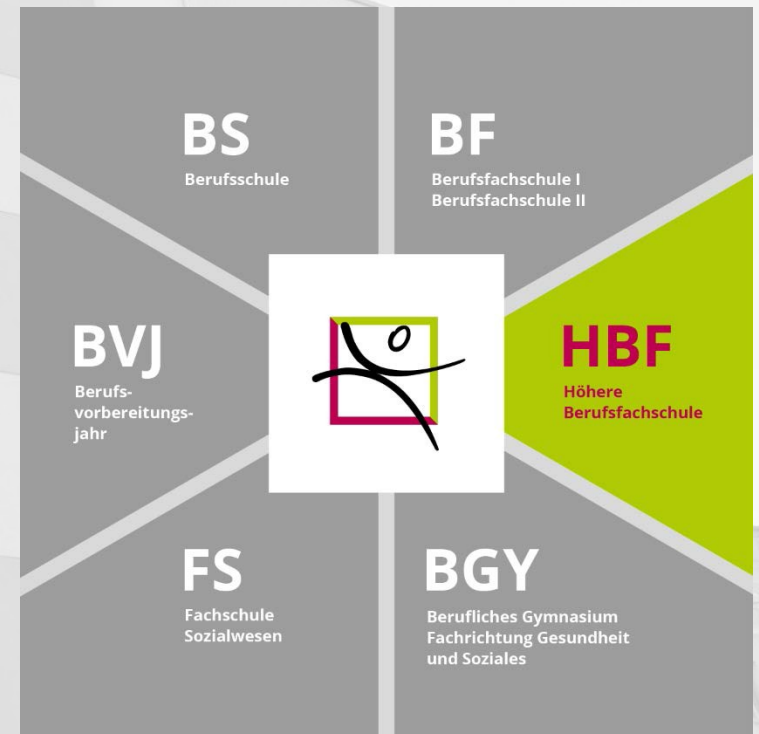 BS
Berufsschule
BF
Berufsfachschule I
Berufsfachschule II
BVJ
Berufs-
vorbereitungs-
jahr
HBF
Höhere
Berufsfachschule
FS
Fachschule
Sozialwesen
BGY
Berufliches Gymnasium
Fachrichtung Gesundheit
und Soziales